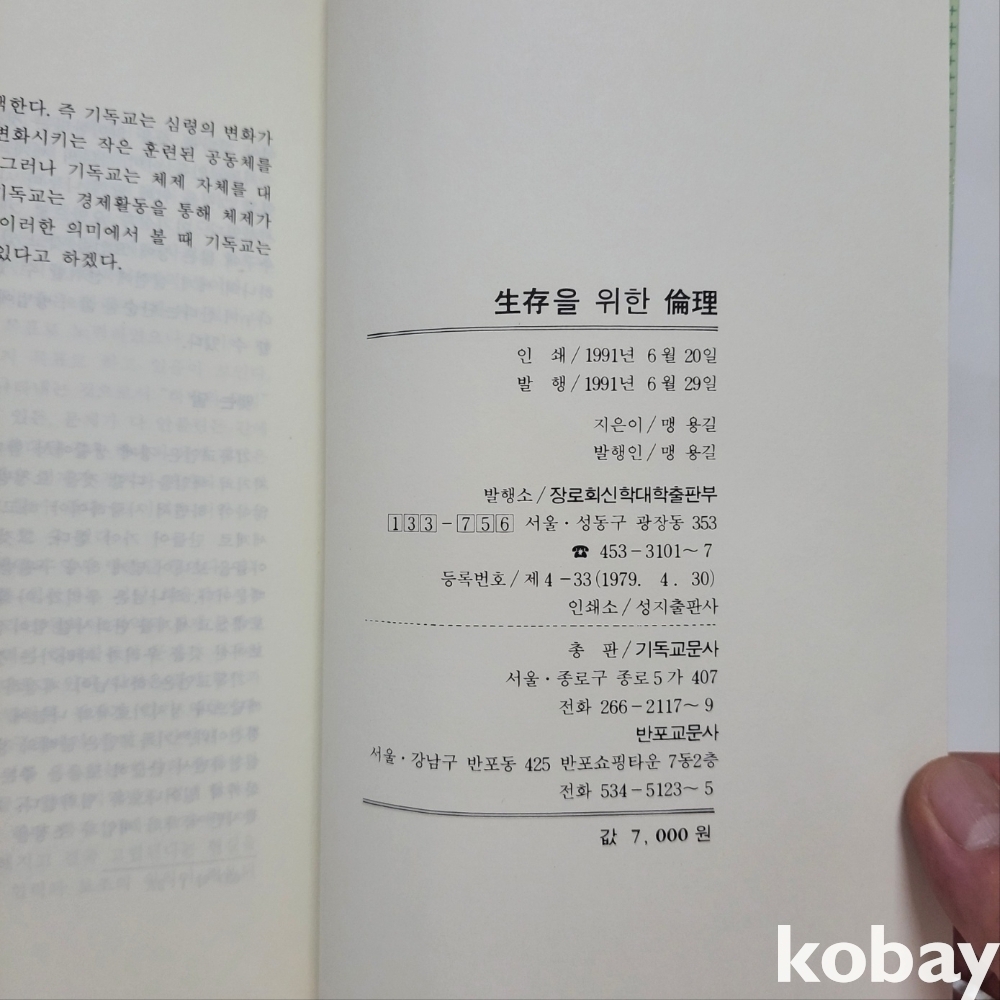 한다. 즉 기독교는 심령의 변화가
변화시키는 작은 훈련된 공동체를
그러나 기독교는 체제 자체를 대
기독교는 경제활동을 통해 체제가
이러한 의미에서 볼 때 기독교는
있다고 하겠다.
生存을 위한 倫理
인 쇄/1991년 6월 20일
발 행/1991년 6월 29일
지은이/맹 용길
발행인/맹 용길
발행소/장로회신학대학출판부
133-756 서울·성동구 광장동 353
☎ 453-3101~7
등록번호/제4-33(1979. 4. 30)
인쇄소/성지출판사
총 판/기독교문사
서울·종로구 종로5가 407
전화 266-2117~9
반포교문사
서울·강남구 반포동 425 반포쇼핑타운 7동2층
전화 534-5123~5
값 7,000원
kobay